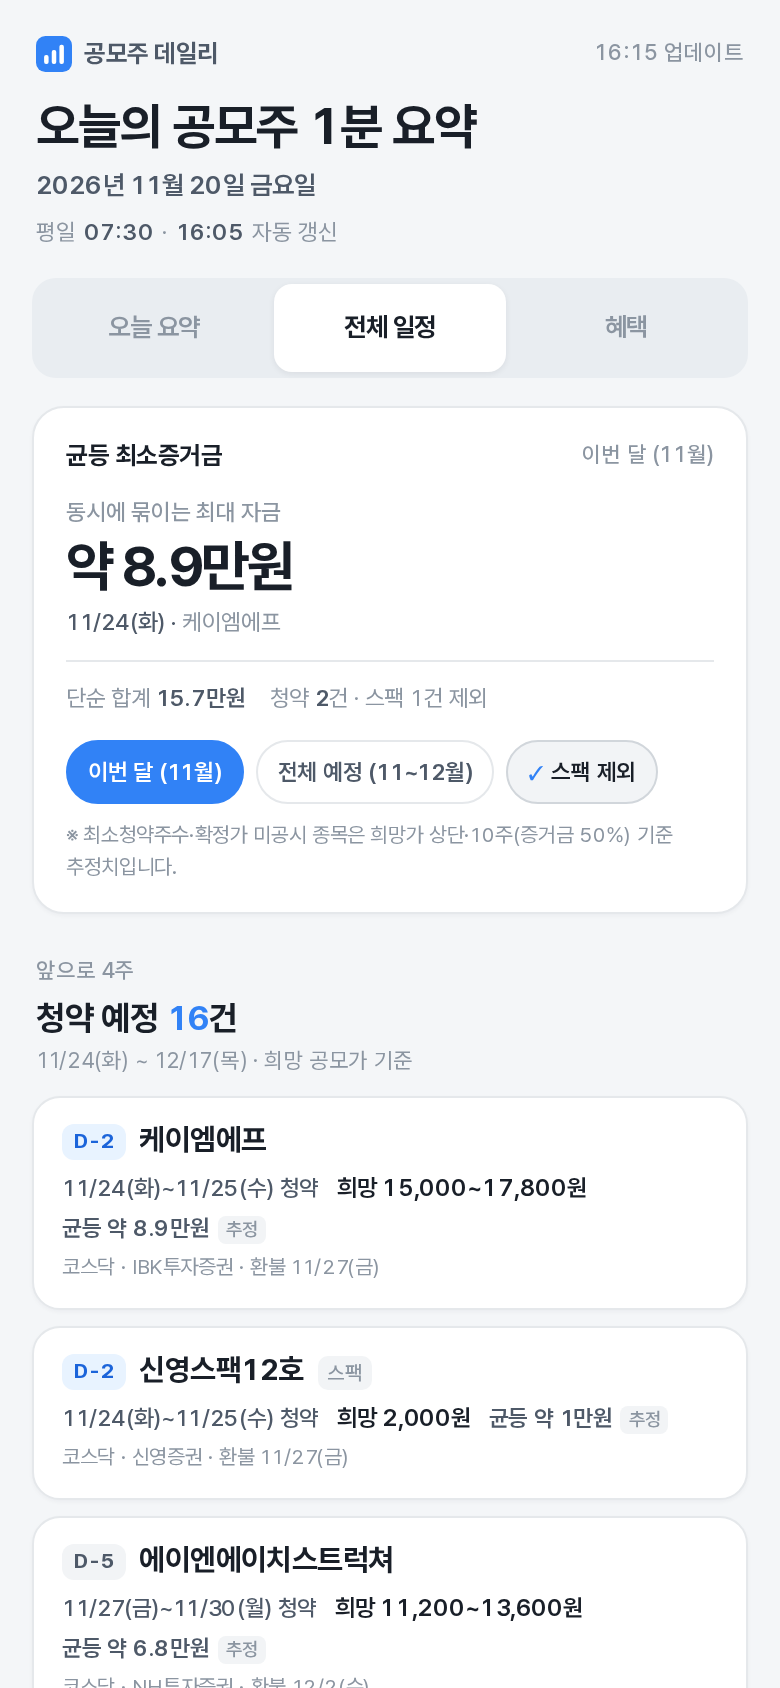 공모주 데일리
16:15 업데이트
오늘의 공모주 1분 요약
2026년 11월 20일 금요일
평일 07:30 · 16:05 자동 갱신
오늘 요약 전체 일정 혜택
균등 최소증거금 이번 달 (11월)
동시에 묶이는 최대 자금
약 8.9만원
11/24(화) · 케이엠에프
단순 합계 15.7만원 청약 2건 · 스팩 1건 제외
이번 달 (11월) 전체 예정 (11~12월) ✓ 스팩 제외
※ 최소청약주수·확정가 미공시 종목은 희망가 상단·10주(증거금 50%) 기준
추정치입니다.
앞으로 4주
청약 예정 16건
11/24(화) ~ 12/17(목) · 희망 공모가 기준
D-2 케이엠에프
11/24(화)~11/25(수) 청약 희망 15,000~17,800원
균등 약 8.9만원 추정
코스닥 · IBK투자증권 · 환불 11/27(금)
D-2 신영스팩12호 스팩
11/24(화)~11/25(수) 청약 희망 2,000원 균등 약 1만원 추정
코스닥 · 신영증권 · 환불 11/27(금)
D-5 에이엔에이치스트럭쳐
11/27(금)~11/30(월) 청약 희망 11,200~13,600원
균등 약 6.8만원 추정
코스닥 · NH투자증권 · 환불 12/2(수)